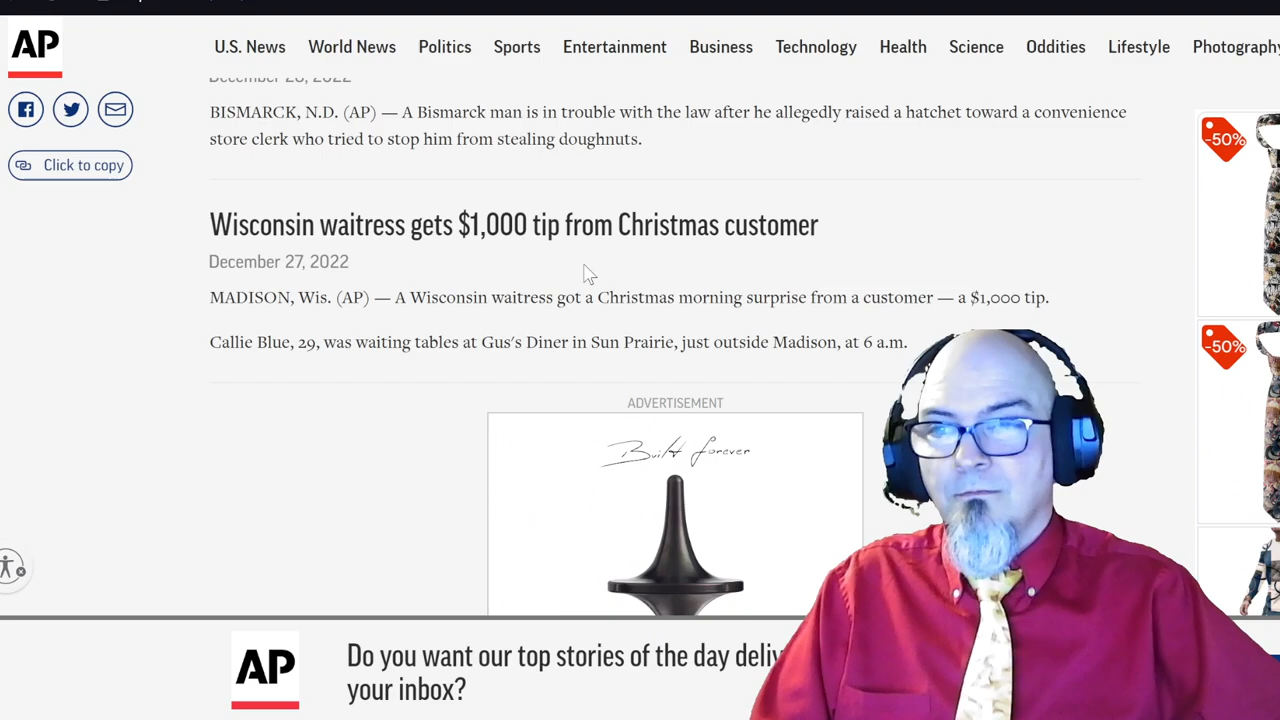 AP
U.S. News World News Politics Sports Entertainment Business Technology Health Science Oddities Lifestyle Photography
December 28, 2022
BISMARCK, N.D. (AP) — A Bismarck man is in trouble with the law after he allegedly raised a hatchet toward a convenience
store clerk who tried to stop him from stealing doughnuts.
Click to copy
-50%
Wisconsin waitress gets $1,000 tip from Christmas customer
December 27, 2022
MADISON, Wis. (AP) — A Wisconsin waitress got a Christmas morning surprise from a customer — a $1,000 tip.
Callie Blue, 29, was waiting tables at Gus's Diner in Sun Prairie, just outside Madison, at 6 a.m.
-50%
ADVERTISEMENT
Built forever
AP
Do you want our top stories of the day deliv
your inbox?